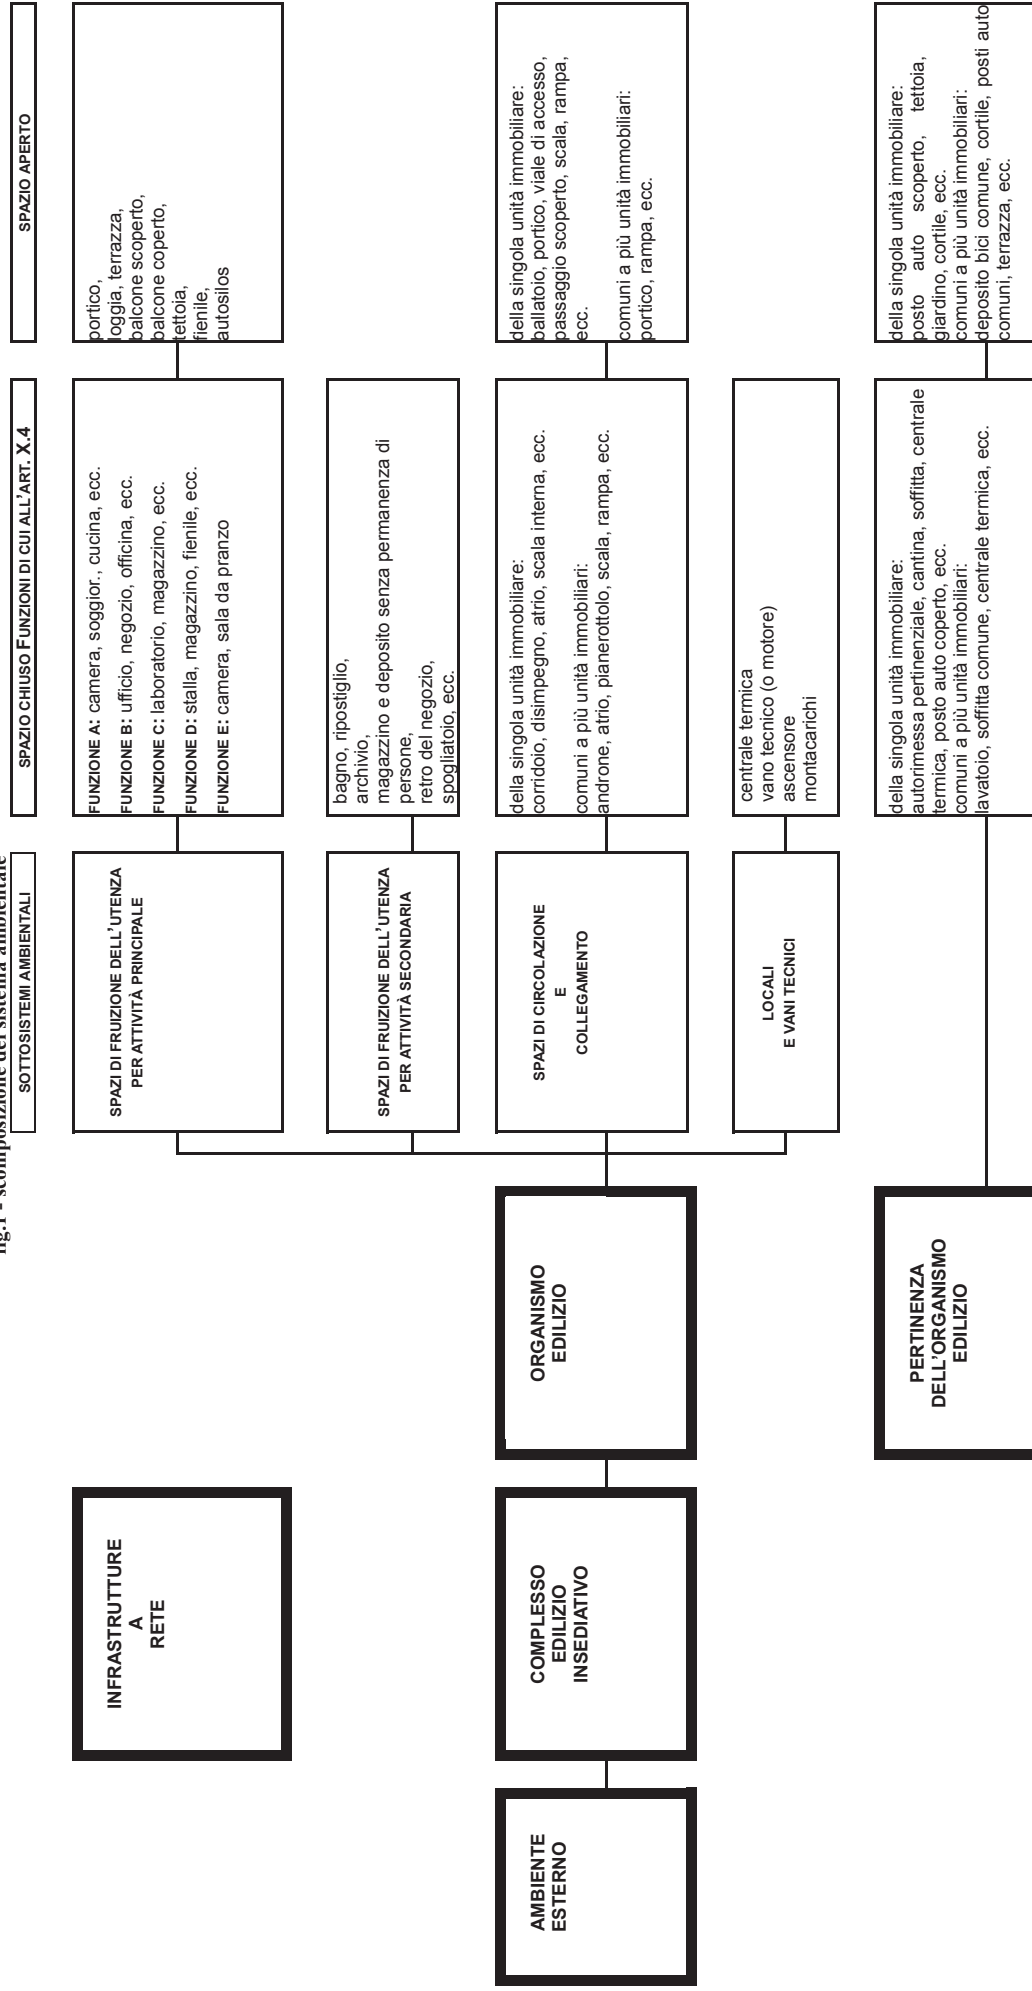 fig.1 - scomposizione del sistema ambientale
SOTTOSISTEMI AMBIENTALI
SPAZIO CHIUSO FUNZIONI DI CUI ALL'ART. X.4
SPAZIO APERTO
INFRASTRUTTURE
A
RETE
SPAZI DI FRUIZIONE DELL'UTENZA
PER ATTIVITÀ PRINCIPALE
FUNZIONE A: camera, soggior., cucina, ecc.
FUNZIONE B: ufficio, negozio, officina, ecc.
FUNZIONE C: laboratorio, magazzino, ecc.
FUNZIONE D: stalla, magazzino, fienile, ecc.
FUNZIONE E: camera, sala da pranzo
portico,
loggia, terrazza,
balcone scoperto,
balcone coperto,
tettoia,
fienile,
autosilos
SPAZI DI FRUIZIONE DELL'UTENZA
PER ATTIVITÀ SECONDARIA
bagno, ripostiglio,
archivio,
magazzino e deposito senza permanenza di
persone,
retro del negozio,
spogliatoio, ecc.
AMBIENTE
ESTERNO
COMPLESSO
EDILIZIO
INSEDIATIVO
ORGANISMO
EDILIZIO
SPAZI DI CIRCOLAZIONE
E
COLLEGAMENTO
della singola unità immobiliare:
corridoio, disimpegno, atrio, scala interna, ecc.
comuni a più unità immobiliari:
androne, atrio, pianerottolo, scala, rampa, ecc.
della singola unità immobiliare:
ballatoio, portico, viale di accesso,
passaggio scoperto, scala, rampa,
ecc.
comuni a più unità immobiliari:
portico, rampa, ecc.
LOCALI
E VANI TECNICI
centrale termica
vano tecnico (o motore)
ascensore
montacarichi
PERTINENZA
DELL'ORGANISMO
EDILIZIO
della singola unità immobiliare:
autorimessa pertinenziale, cantina, soffitta, centrale
termica, posto auto coperto, ecc.
comuni a più unità immobiliari:
lavatoio, soffitta comune, centrale termica, ecc.
della singola unità immobiliare:
posto auto scoperto, tettoia,
giardino, cortile, ecc.
comuni a più unità immobiliari:
deposito bici comune, cortile, posti auto
comuni, terrazza, ecc.